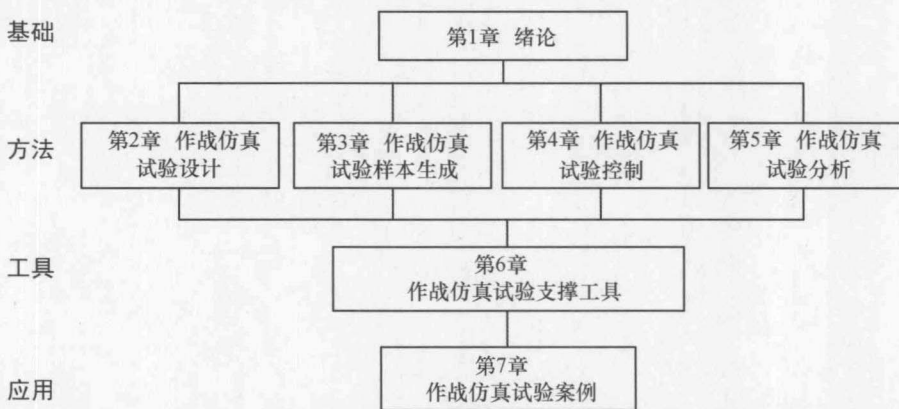 基础
第1章 绪论
方法
第2章 作战仿真
试验设计
第3章 作战仿真
试验样本生成
第4章 作战仿真
试验控制
第5章 作战仿真
试验分析
工具
第6章
作战仿真试验支撑工具
应用
第7章
作战仿真试验案例